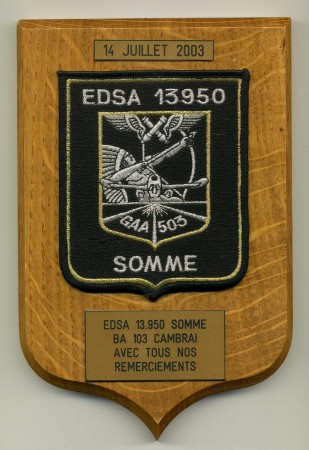 14 JUILLET 2003
EDSA 13950
GAA 503
SOMME
EDSA 13.950 SOMME
BA 103 CAMBRAI
AVEC TOUS NOS
REMERCIEMENTS